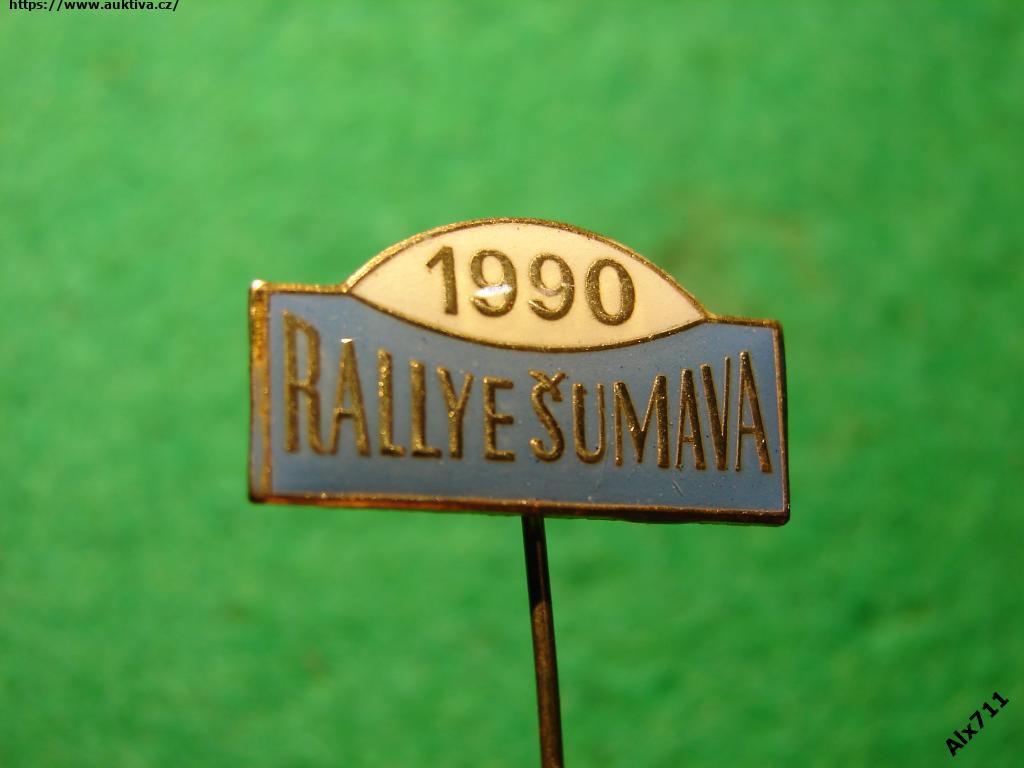 https://www.auktiva.cz/
1990
RALLYE ŠUMAVA
Alx711